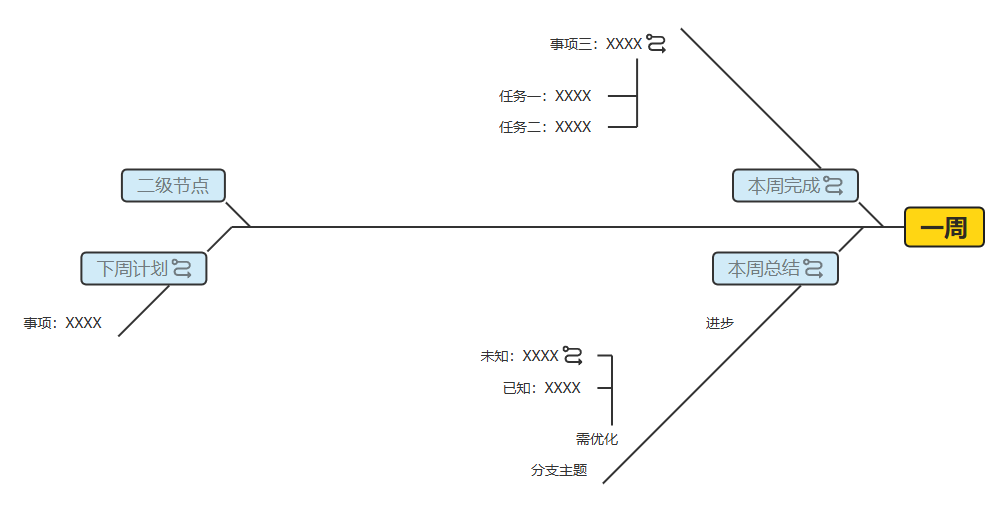 事项三：XXXX
任务一：XXXX
任务二：XXXX
二级节点
本周完成
一周
下周计划
本周总结
事项：XXXX
进步
未知：XXXX
已知：XXXX
需优化
分支主题